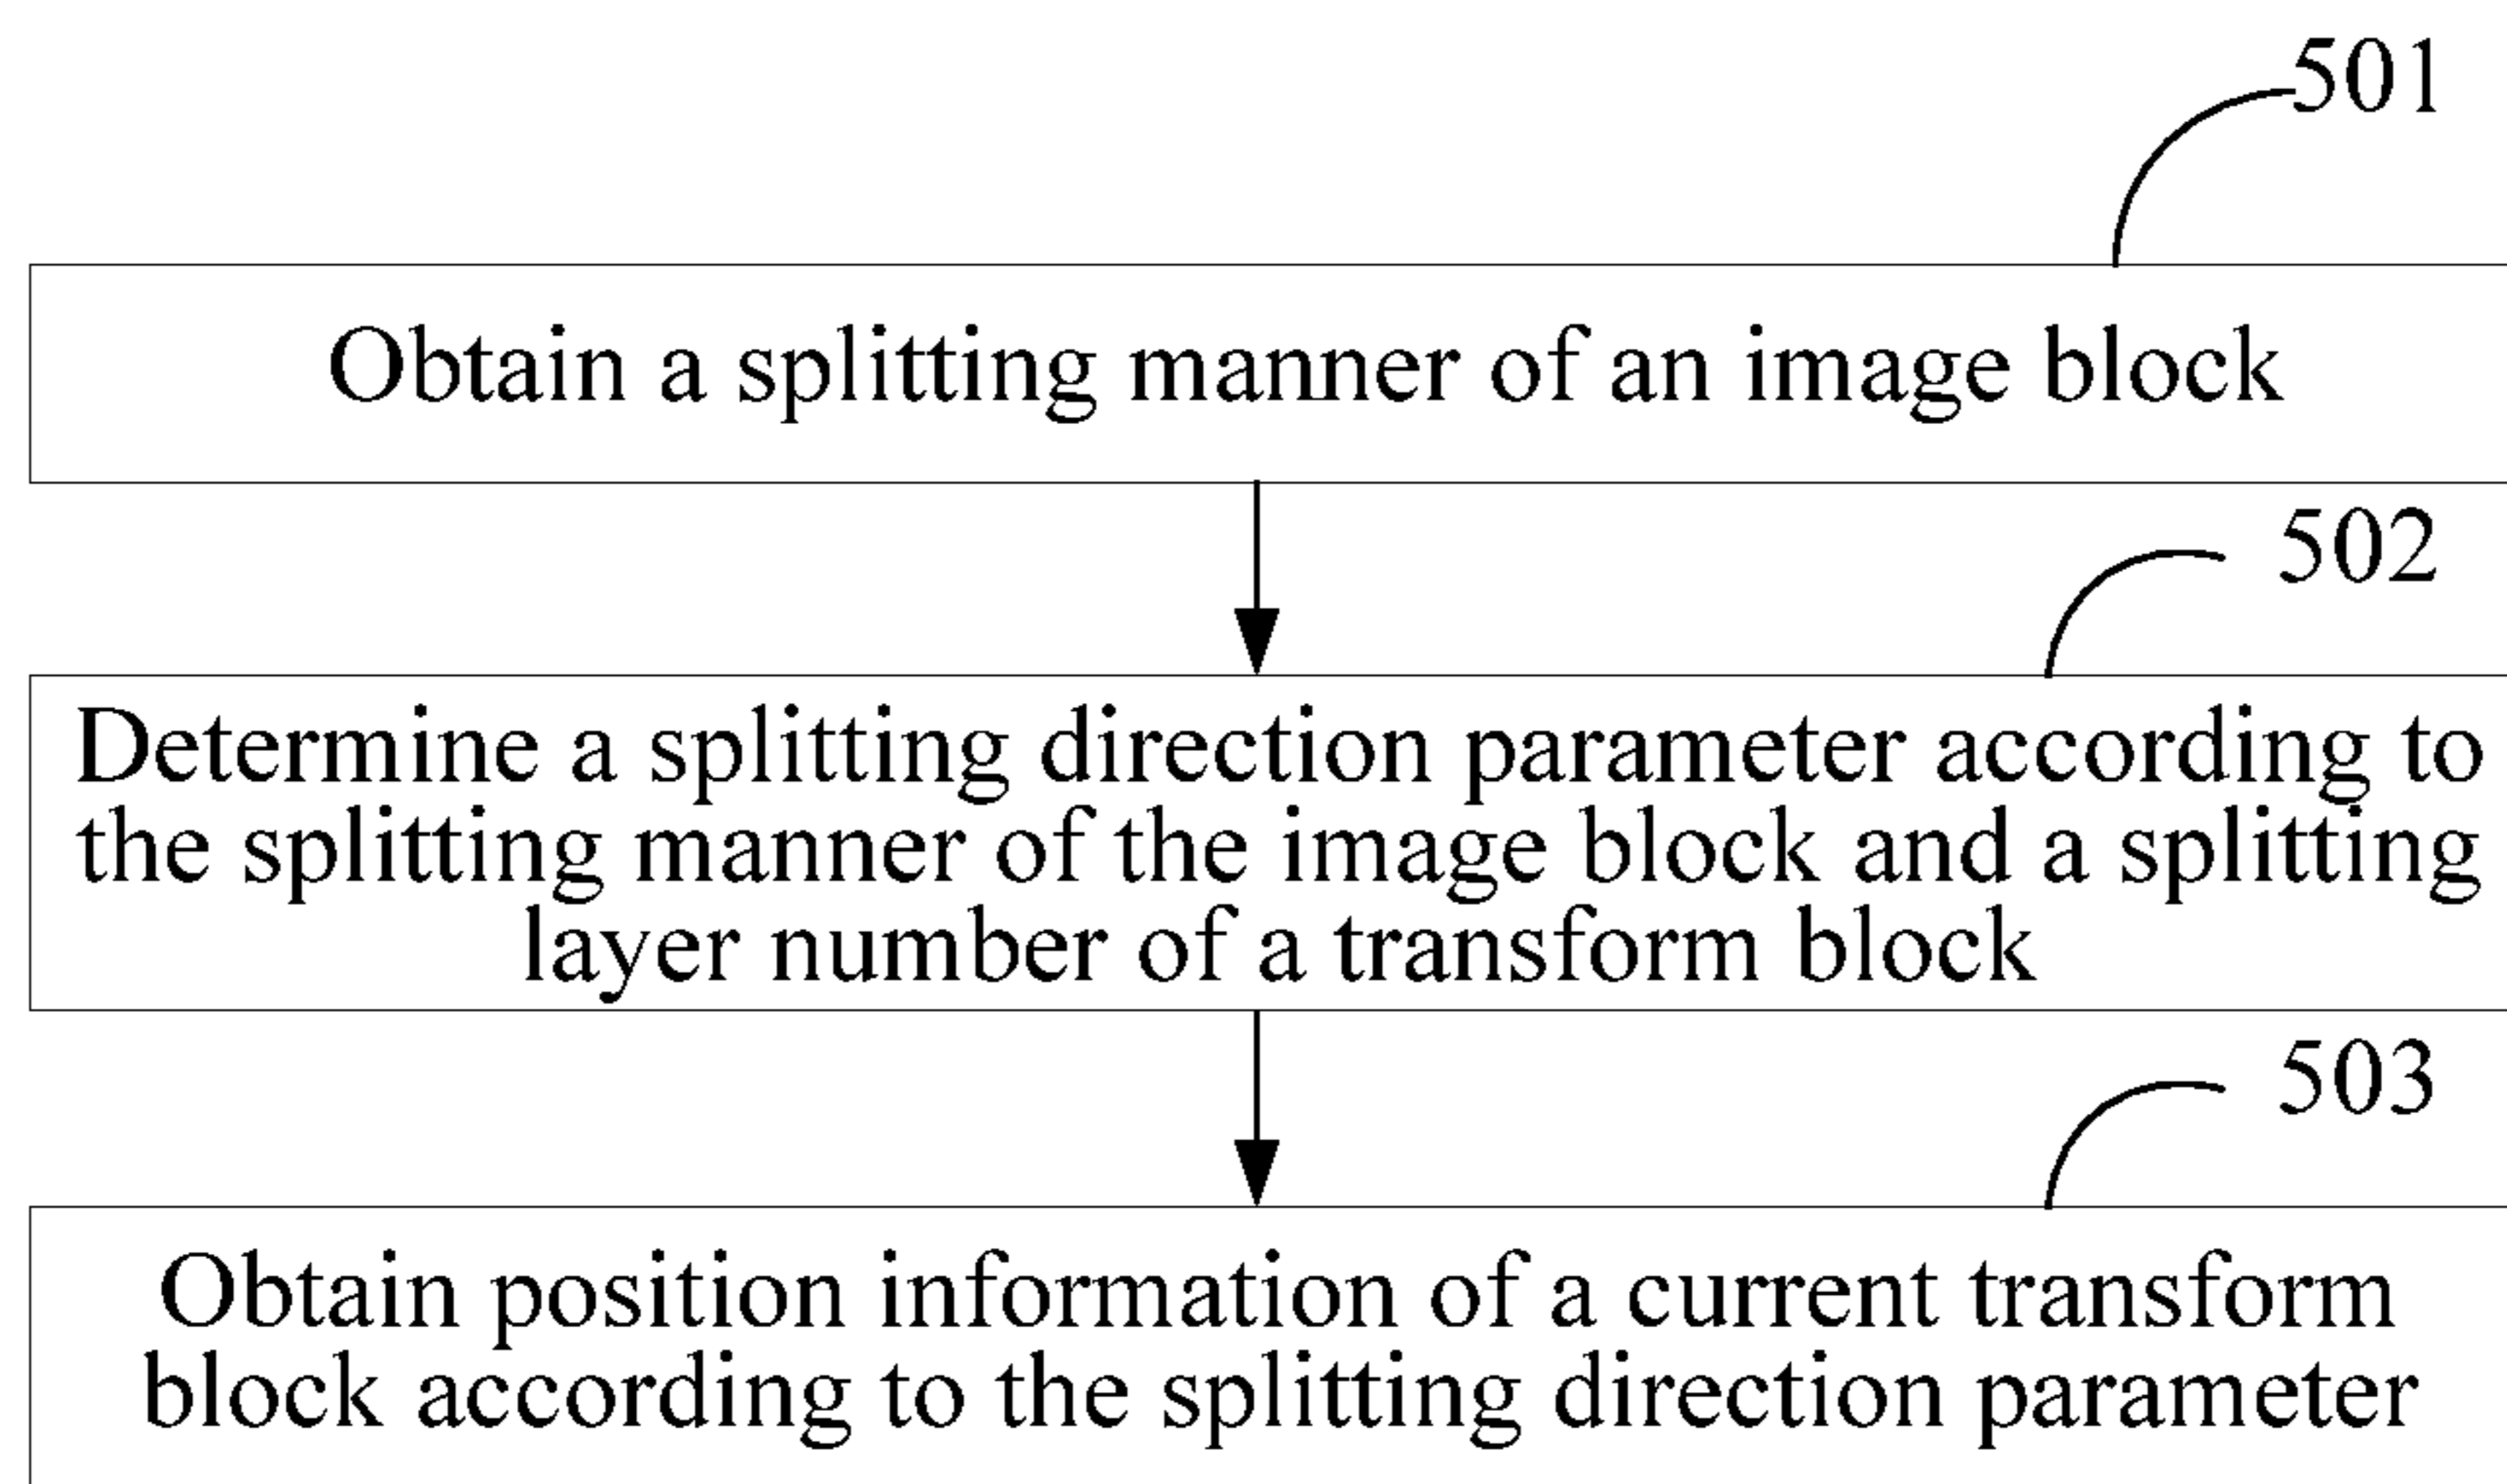 501
Obtain a splitting manner of an image block
502
Determine a splitting direction parameter according to
the splitting manner of the image block and a splitting
layer number of a transform block
503
Obtain position information of a current transform
block according to the splitting direction parameter